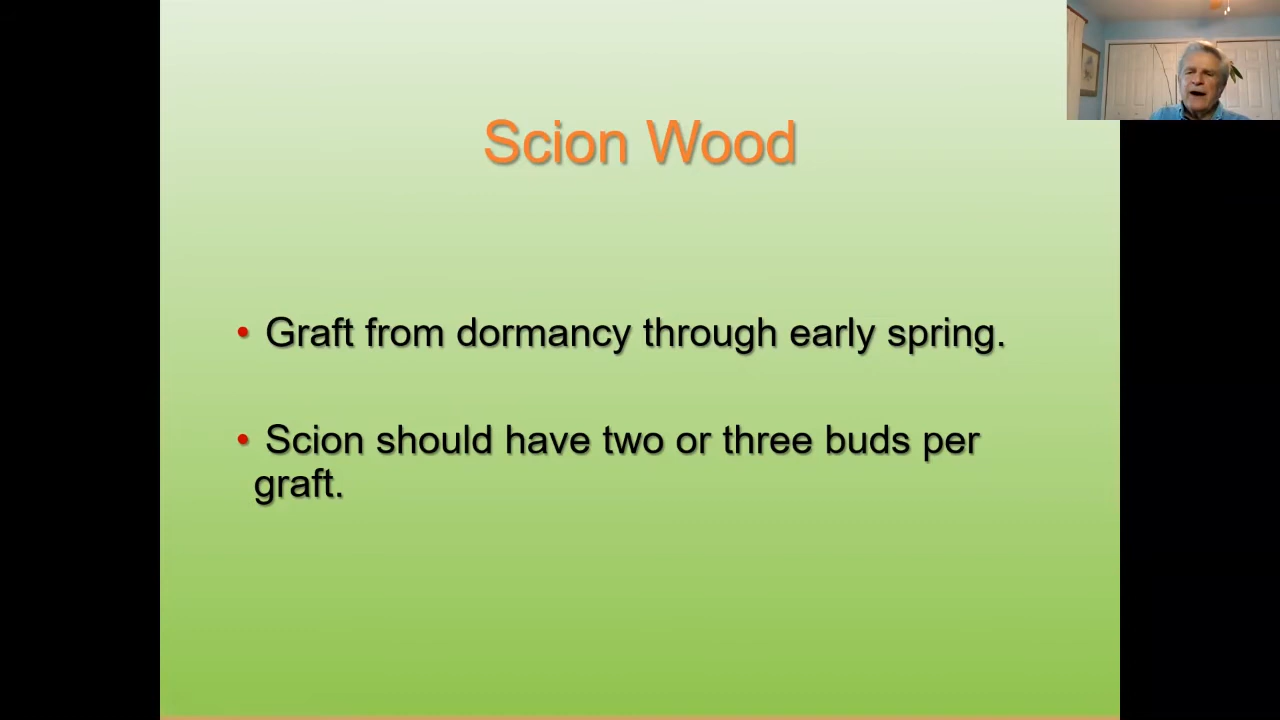 Scion Wood
• Graft from dormancy through early spring.
• Scion should have two or three buds per
graft.